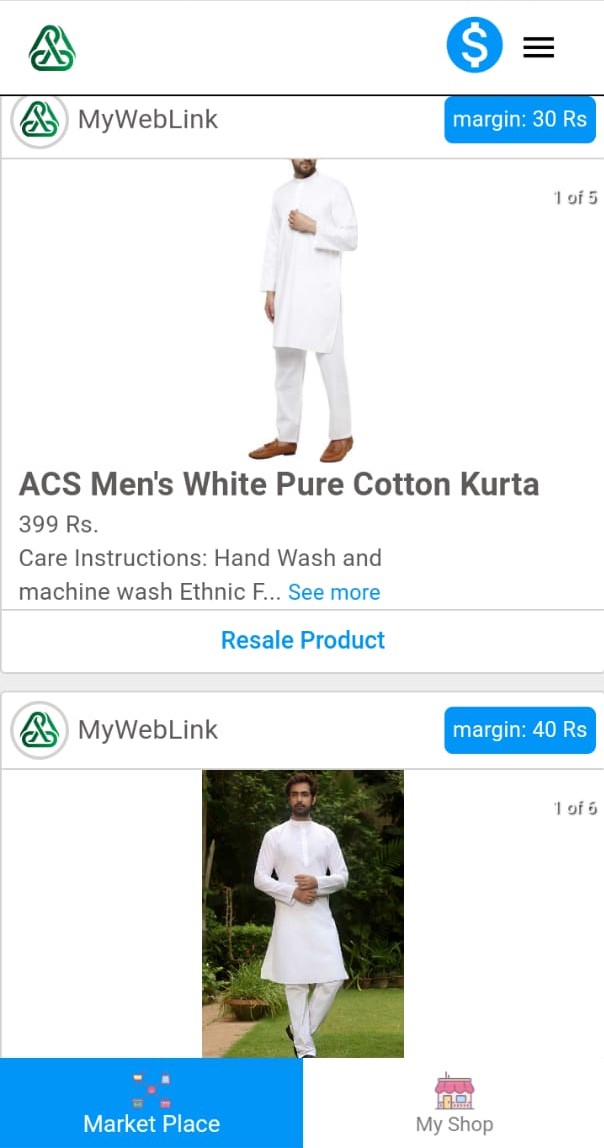 $
MyWebLink
margin: 30 Rs
1 of 5
ACS Men's White Pure Cotton Kurta
399 Rs.
Care Instructions: Hand Wash and
machine wash Ethnic F... See more
Resale Product
MyWebLink
margin: 40 Rs
1 of 6
Market Place
My Shop